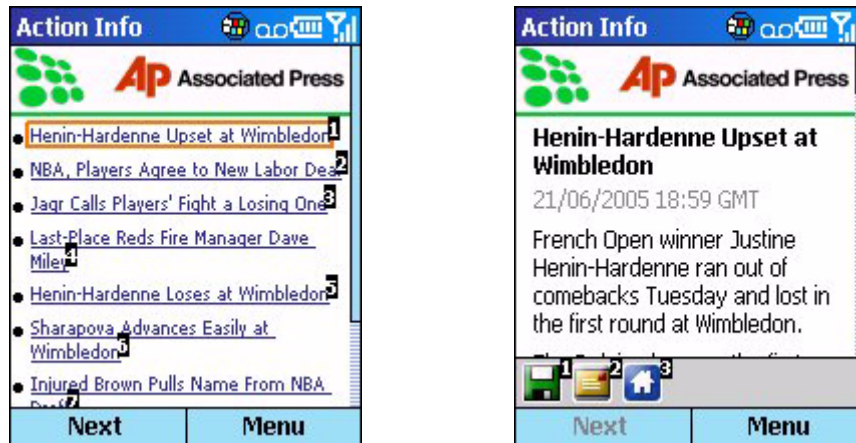 Action Info
AP Associated Press
Henin-Hardenne Upset at Wimbledon 1
NBA, Players Agree to New Labor Deal 2
Jagr Calls Players' Fight a Losing One 3
Last-Place Reds Fire Manager Dave
Miley 4
Henin-Hardenne Loses at Wimbledon 5
Sharapova Advances Easily at
Wimbledon 6
Injured Brown Pulls Name From NBA
Draft 7
Next Menu
Action Info
AP Associated Press
Henin-Hardenne Upset at
Wimbledon
21/06/2005 18:59 GMT
French Open winner Justine
Henin-Hardenne ran out of
comebacks Tuesday and lost in
the first round at Wimbledon.
1 2 3
Next Menu